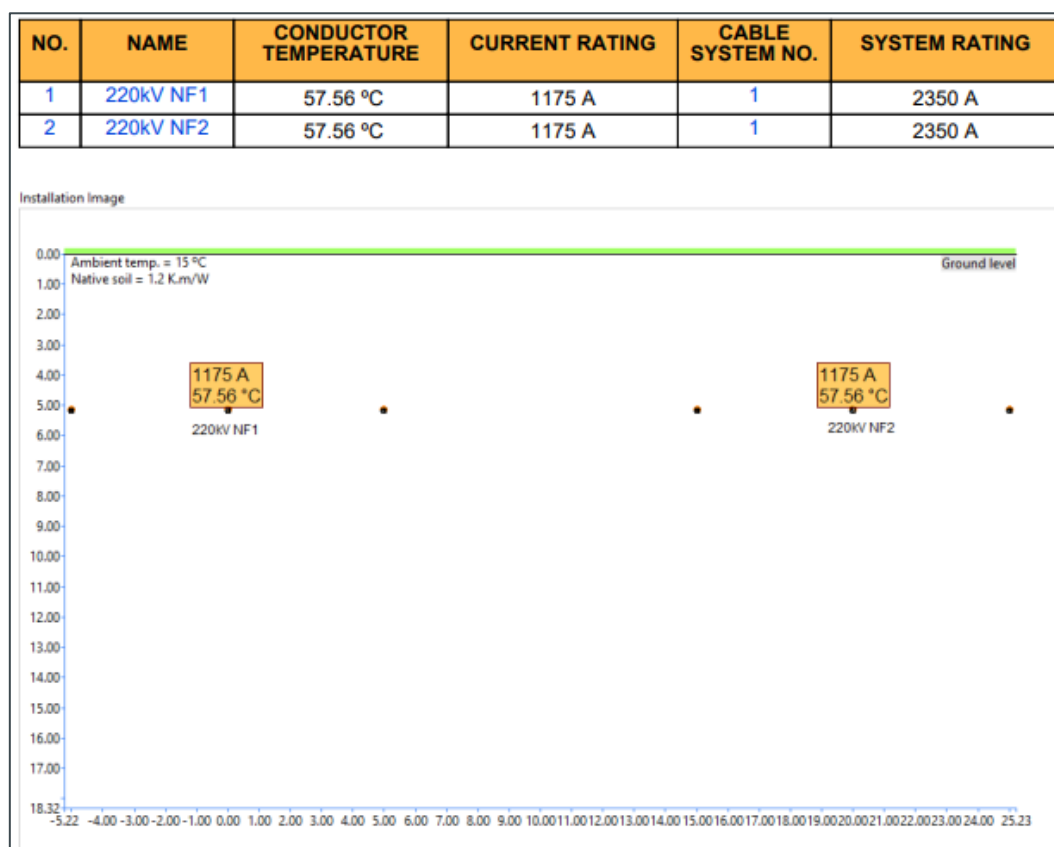 NO. NAME CONDUCTOR TEMPERATURE CURRENT RATING CABLE SYSTEM NO. SYSTEM RATING
1 220kV NF1 57.56 ºC 1175 A 1 2350 A
2 220kV NF2 57.56 ºC 1175 A 1 2350 A
Installation Image
0.00
Ambient temp. = 15 ºC
Ground level
Native soil = 1.2 K.m/W
1.00
2.00
3.00
4.00
1175 A
57.56 °C
1175 A
57.56 °C
5.00
220kV NF1
220kV NF2
6.00
7.00
8.00
9.00
10.00
11.00
12.00
13.00
14.00
15.00
16.00
17.00
18.32
-5.22 -4.00 -3.00 -2.00 -1.00 0.00 1.00 2.00 3.00 4.00 5.00 6.00 7.00 8.00 9.00 10.00 11.00 12.00 13.00 14.00 15.00 16.00 17.00 18.00 19.00 20.00 21.00 22.00 23.00 24.00 25.23